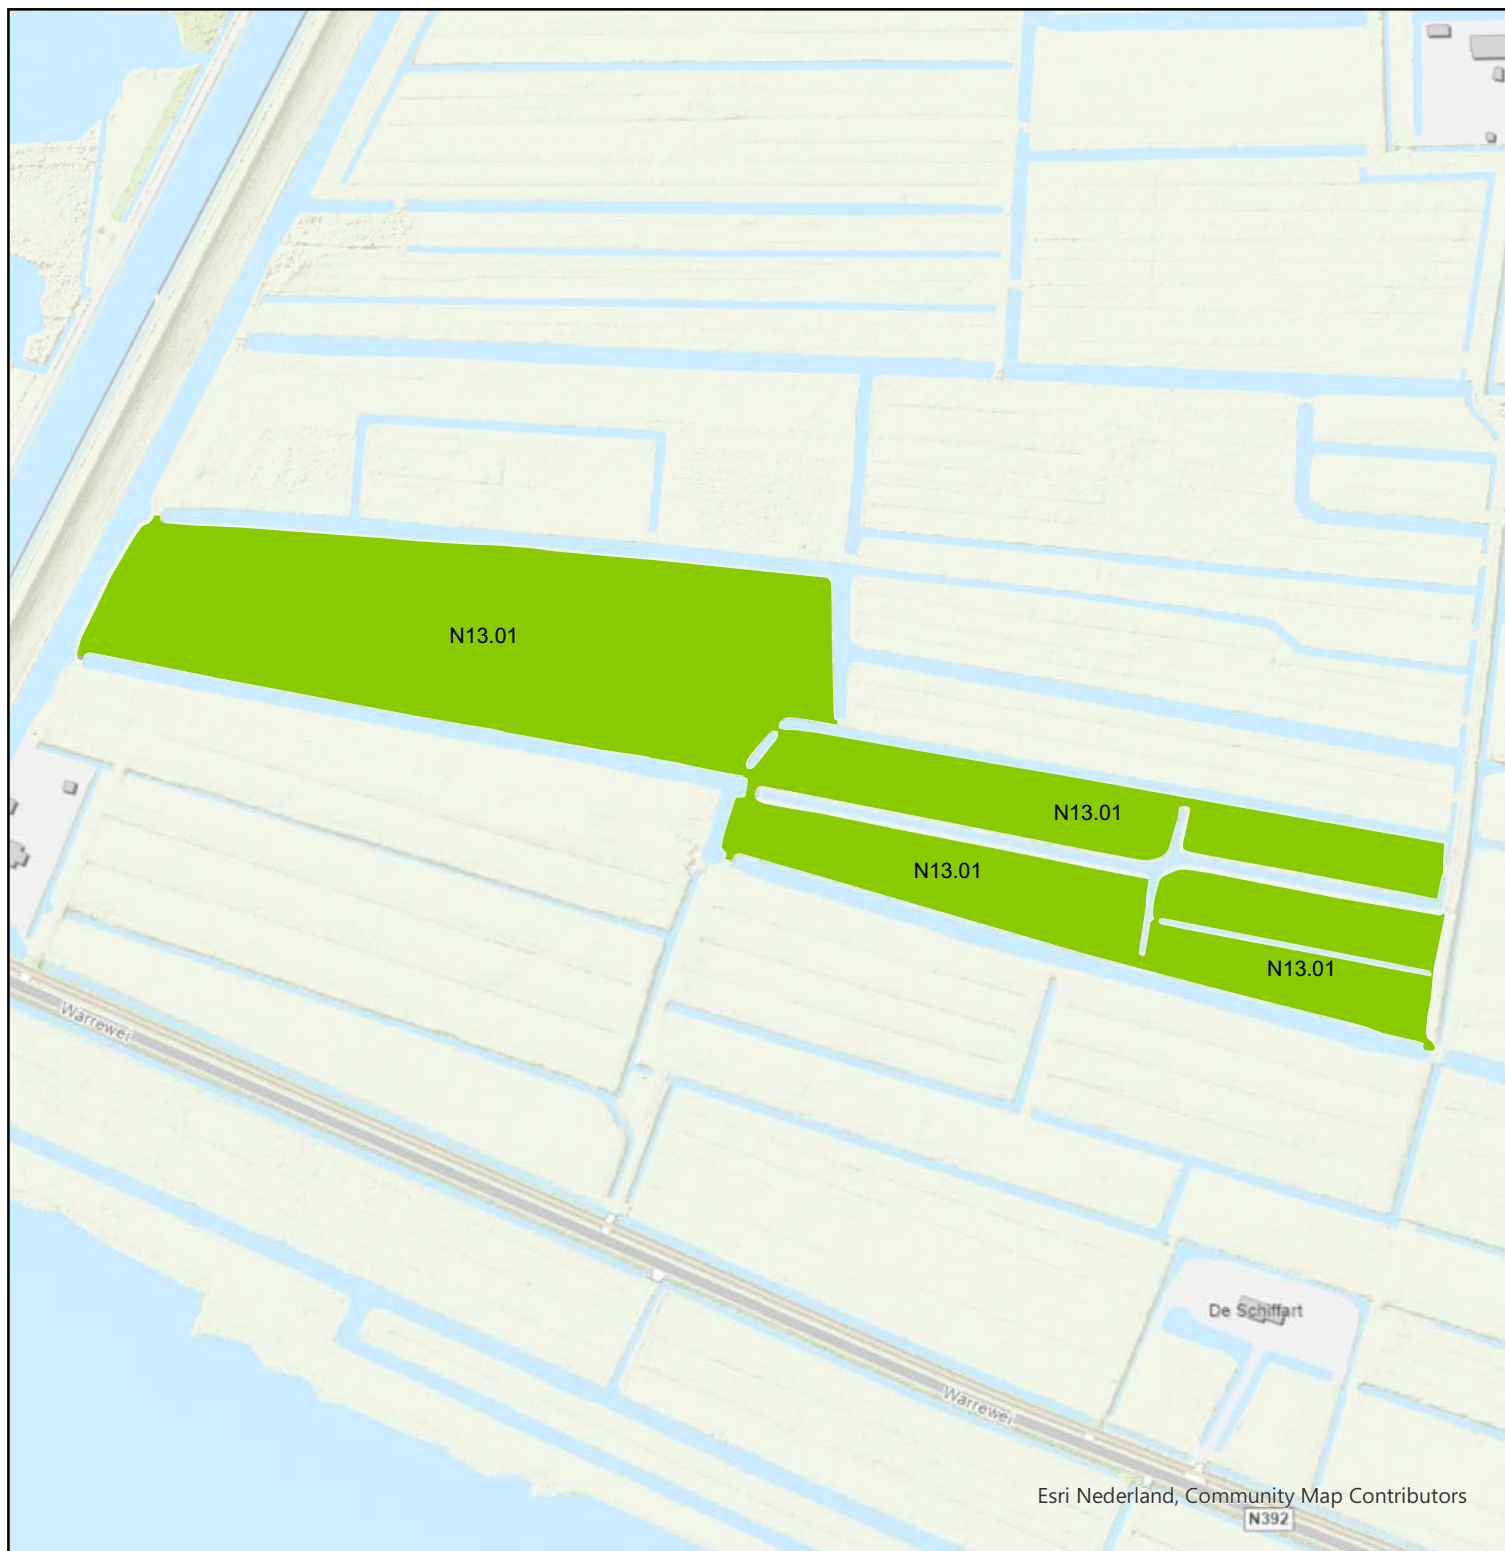 N13.01
N13.01
N13.01
N13.01
Warrewei
De Schiffart
Warrewei
Esri Nederland, Community Map Contributors
N392